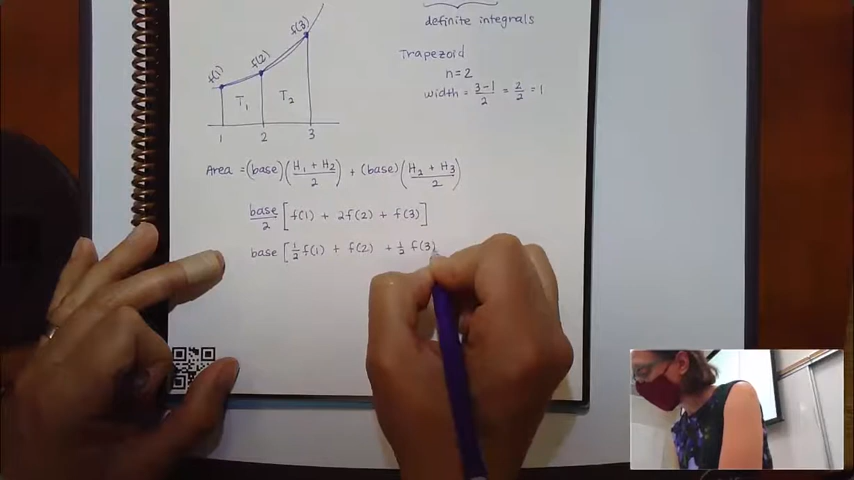 definite integrals
f(1) f(2) f(3)
T₁ T₂
1 2 3
Trapezoid
n=2
width = 3-1/2 = 2/2 = 1
Area = (base)(H₁ + H₂/2) + (base)(H₂ + H₃/2)
base/2 [f(1) + 2f(2) + f(3)]
base [½ f(1) + f(2) + ½ f(3)